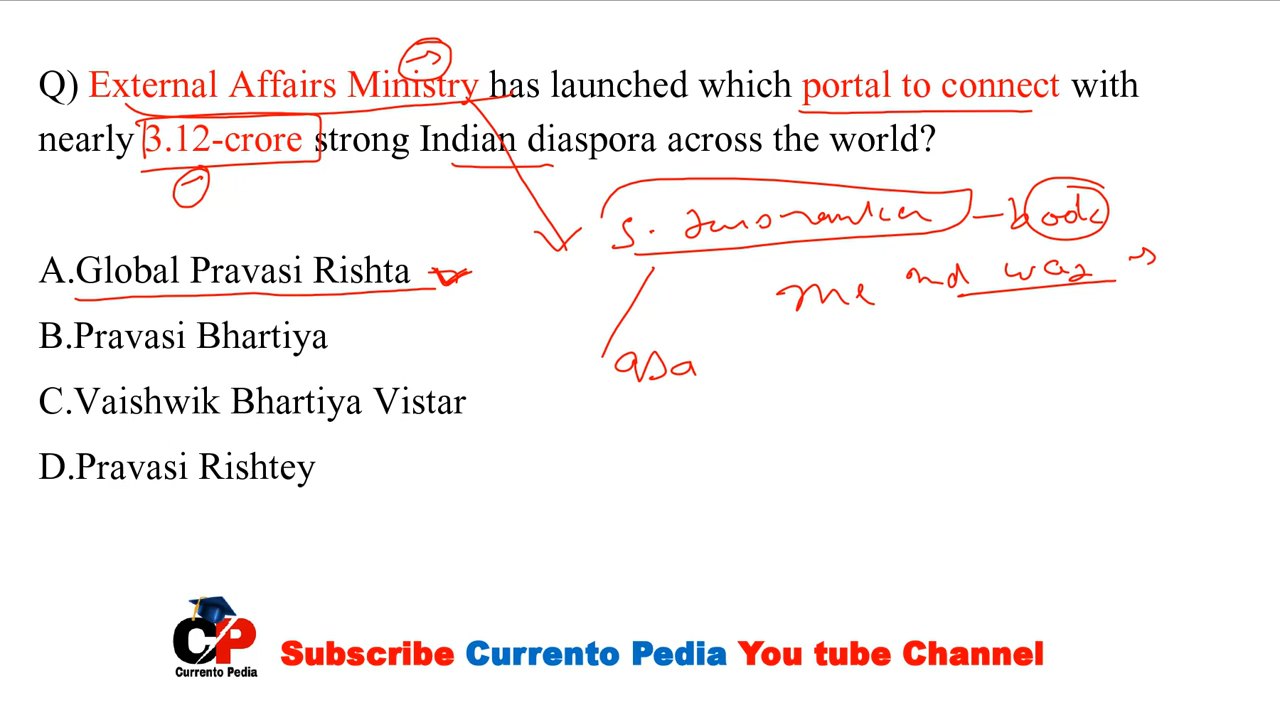 Q) External Affairs Ministry has launched which portal to connect with
nearly 3.12-crore strong Indian diaspora across the world?
S. - book
A.Global Pravasi Rishta
me
B.Pravasi Bhartiya
C.Vaishwik Bhartiya Vistar
D.Pravasi Rishtey
CP
Currento Pedia
Subscribe Currento Pedia You tube Channel